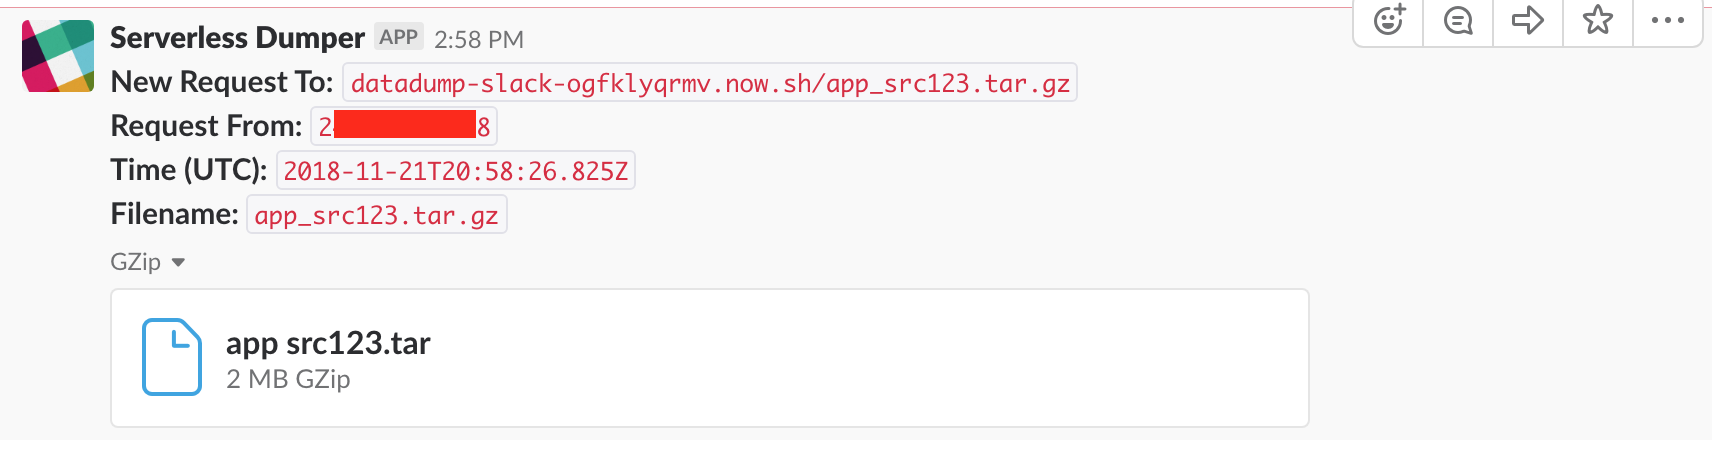 Serverless Dumper APP 2:58 PM
New Request To: datadump-slack-ogfklyqrmv.now.sh/app_src123.tar.gz
Request From: 2 8
Time (UTC): 2018-11-21T20:58:26.825Z
Filename: app_src123.tar.gz
GZip
app src123.tar
2 MB GZip